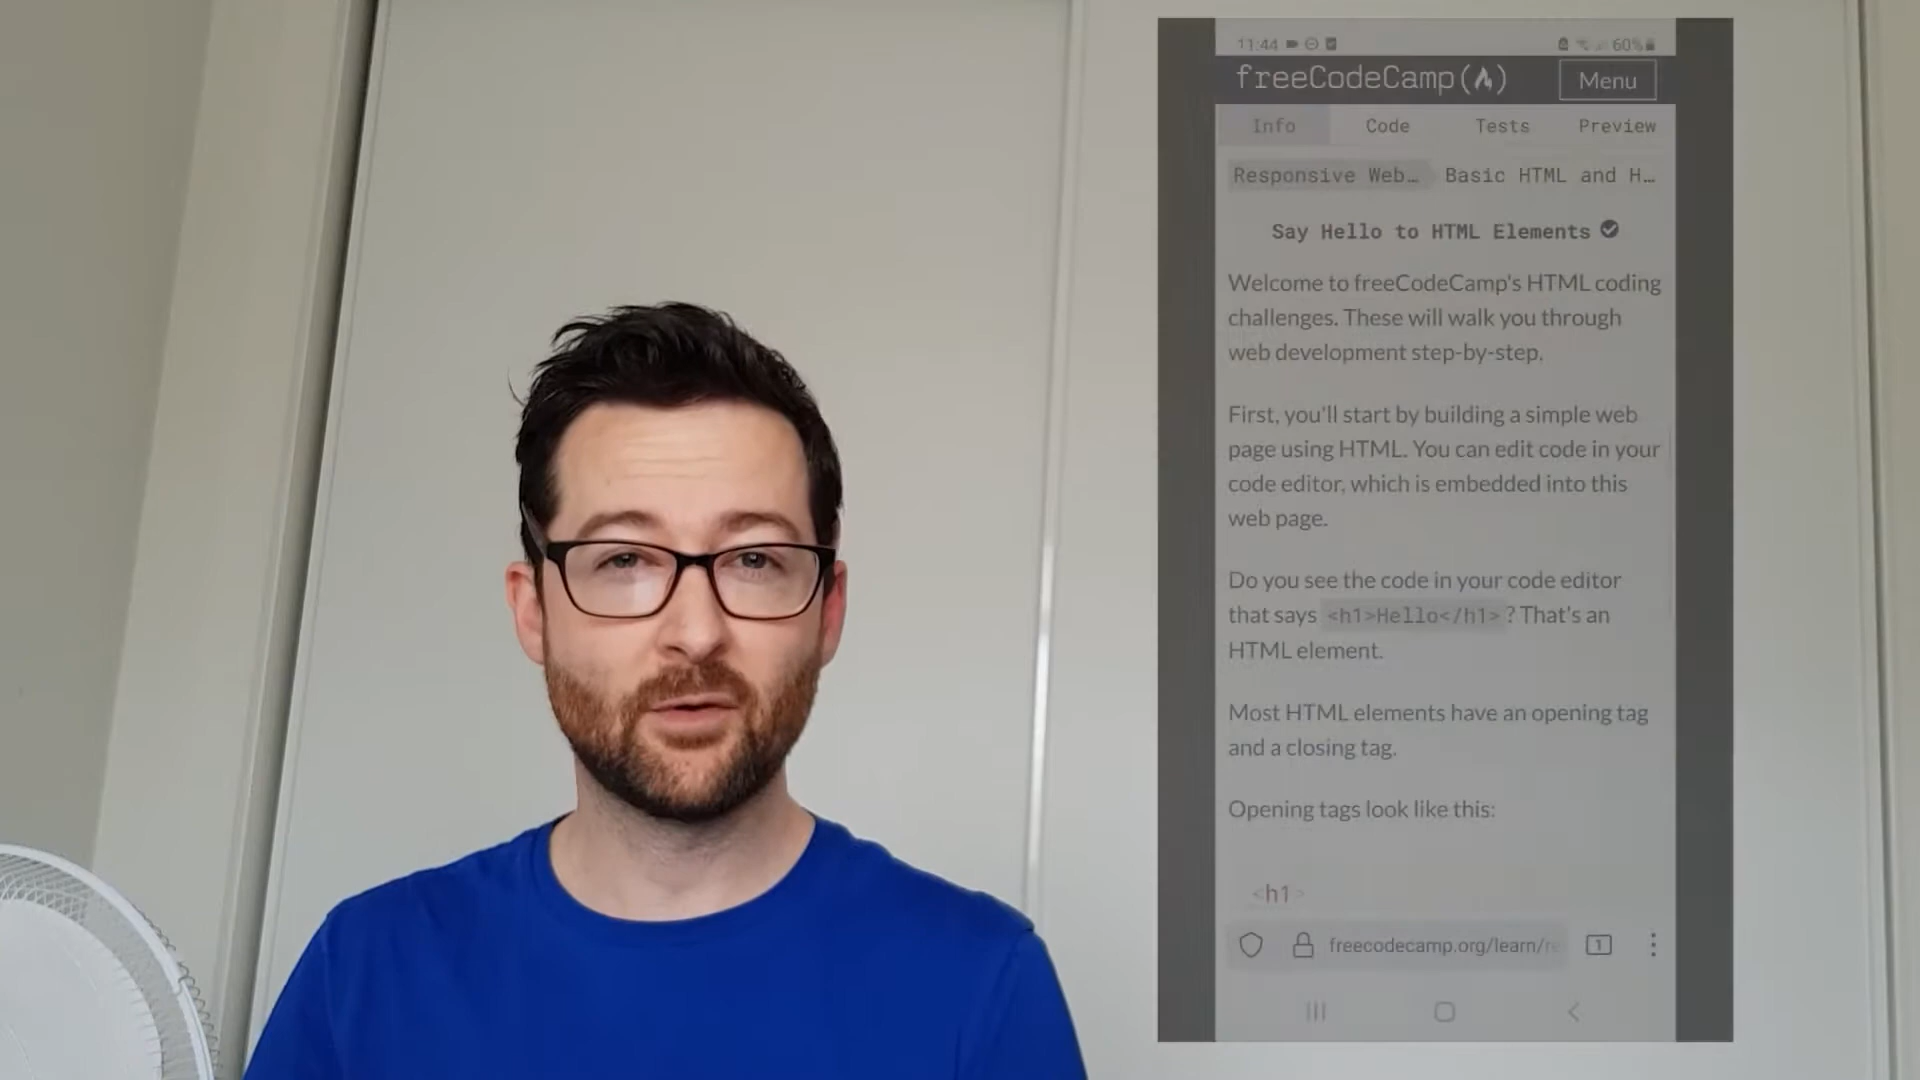 11:44
60%
freeCodeCamp
Menu
Info
Code
Tests
Preview
Responsive Web…
Basic HTML and H…
Say Hello to HTML Elements
Welcome to freeCodeCamp's HTML coding
challenges. These will walk you through
web development step-by-step.
First, you'll start by building a simple web
page using HTML. You can edit code in your
code editor, which is embedded into this
web page.
Do you see the code in your code editor
that says <h1>Hello</h1>? That's an
HTML element.
Most HTML elements have an opening tag
and a closing tag.
Opening tags look like this:
<h1>
freecodecamp.org/learn/re
1